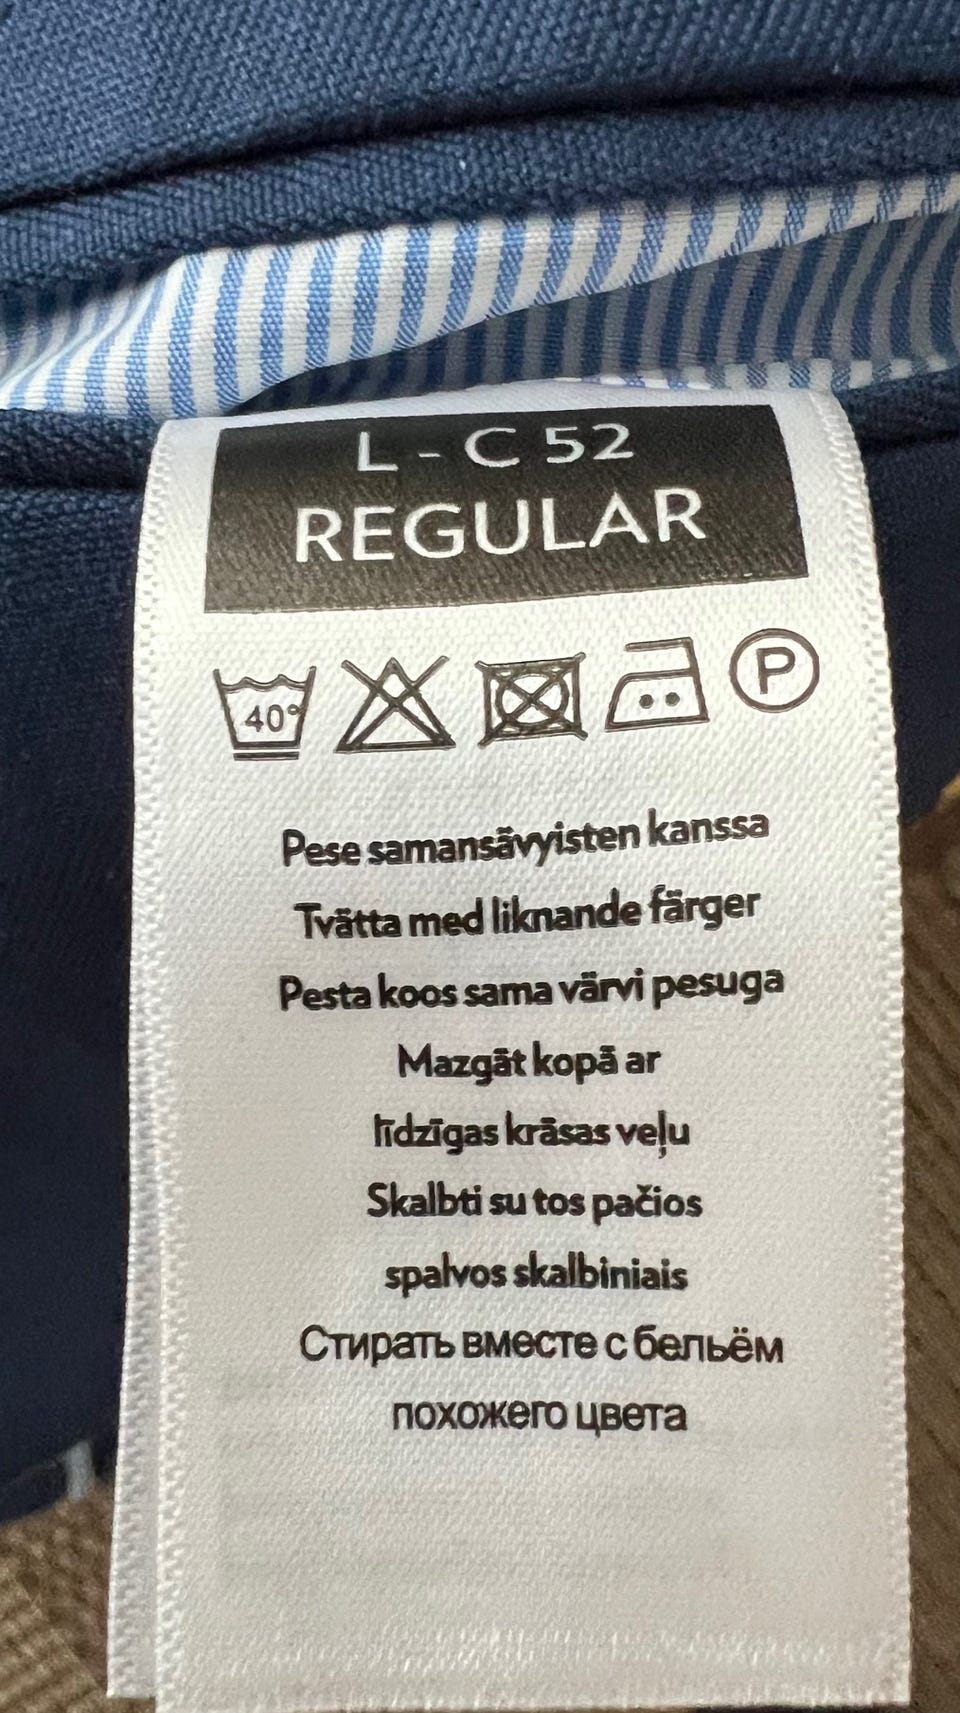 L - C 52
REGULAR
40°
P
Pese samansävyisten kanssa
Tvätta med liknande färger
Pesta koos sama värvi pesuga
Mazgāt kopā ar
līdzīgas krāsas veļu
Skalbti su tos pačios
spalvos skalbiniais
Стирать вместе с бельём
похожего цвета